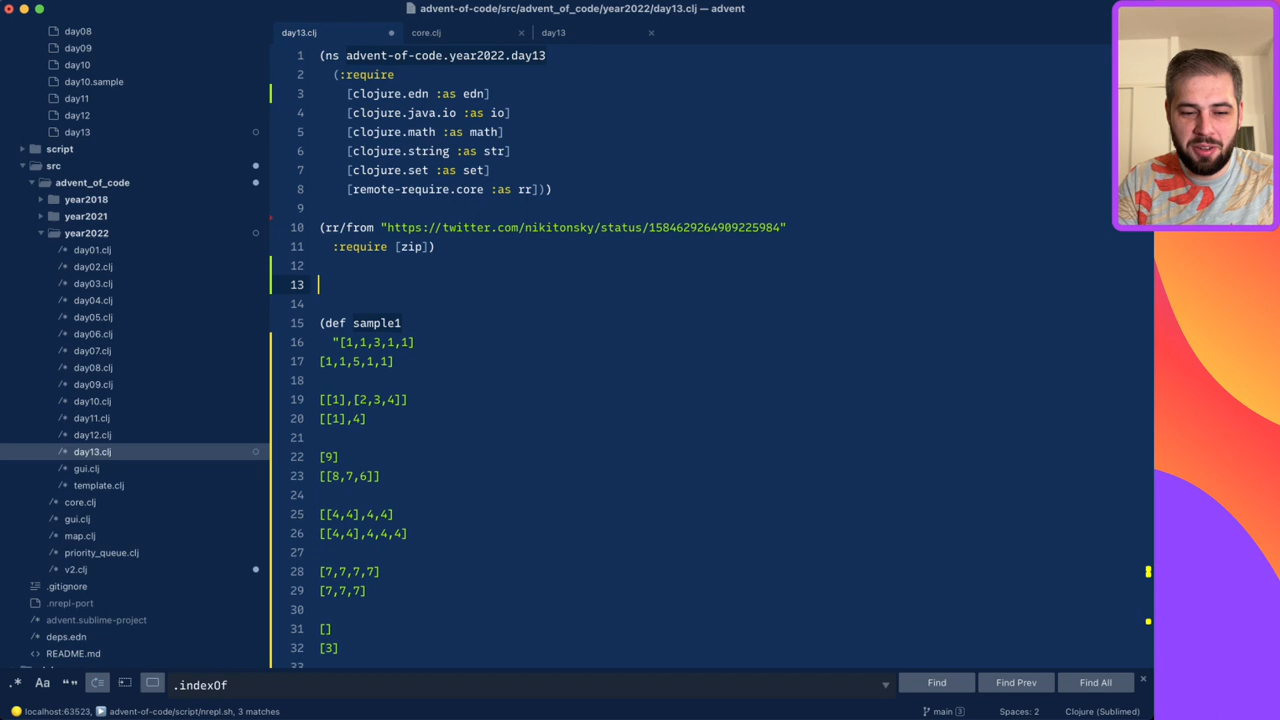 advent-of-code/src/advent_of_code/year2022/day13.clj — advent
day08
day09
day10
day10.sample
day11
day12
day13
script
src
advent_of_code
year2018
year2021
year2022
day01.clj
day02.clj
day03.clj
day04.clj
day05.clj
day06.clj
day07.clj
day08.clj
day09.clj
day10.clj
day11.clj
day12.clj
day13.clj
gui.clj
template.clj
core.clj
gui.clj
map.clj
priority_queue.clj
v2.clj
.gitignore
.nrepl-port
advent.sublime-project
deps.edn
README.md
day13.clj
core.clj
day13
1 (ns advent-of-code.year2022.day13
2 (:require
3 [clojure.edn :as edn]
4 [clojure.java.io :as io]
5 [clojure.math :as math]
6 [clojure.string :as str]
7 [clojure.set :as set]
8 [remote-require.core :as rr]))
9
10 (rr/from "https://twitter.com/nikitonsky/status/1584629264909225984"
11 :require [zip])
12
13
14
15 (def sample1
16 "[1,1,3,1,1]
17 [1,1,5,1,1]
18
19 [[1],[2,3,4]]
20 [[1],4]
21
22 [9]
23 [[8,7,6]]
24
25 [[4,4],4,4]
26 [[4,4],4,4,4]
27
28 [7,7,7,7]
29 [7,7,7]
30
31 []
32 [3]
33
.* Aa "" .indexOf Find Find Prev Find All
localhost:63523, advent-of-code/script/nrepl.sh, 3 matches
main 3 Spaces: 2 Clojure (Sublimed)